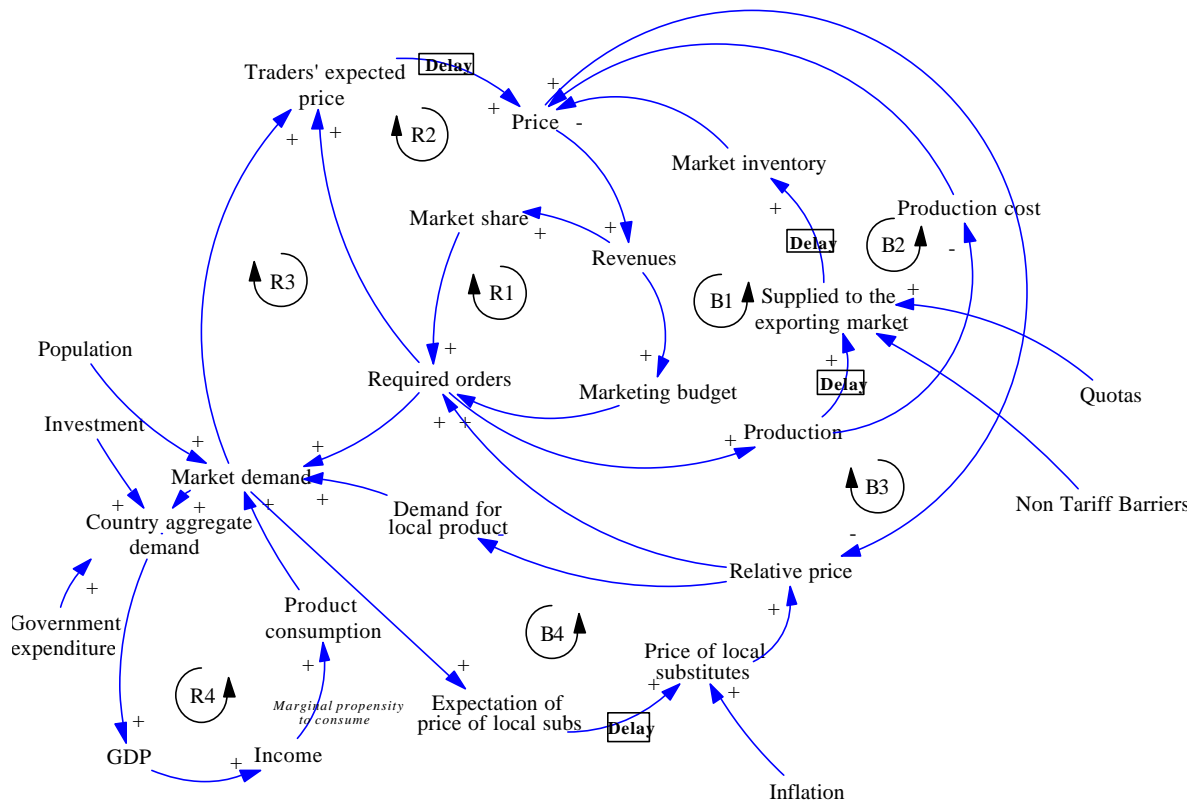 Traders' expected
price
Delay
Price
+
+
-
R2
+
+
Market inventory
+
Production cost
Market share
+
+
Revenues
Delay
B2
-
R3
R1
B1
Supplied to the
exporting market
+
-
Population
+
Required orders
+
Marketing budget
+
Delay
Quotas
Investment
+
+
+
+
Production
+
Market demand
+
+
+
+
Demand for
local product
-
B3
Non Tariff Barriers
Country aggregate
demand
-
+
Relative price
Government
expenditure
Product
consumption
B4
+
Price of local
substitutes
+
R4
Marginal propensity
to consume
+
Expectation of
price of local subs
+
+
Delay
+
GDP
+
Income
Inflation